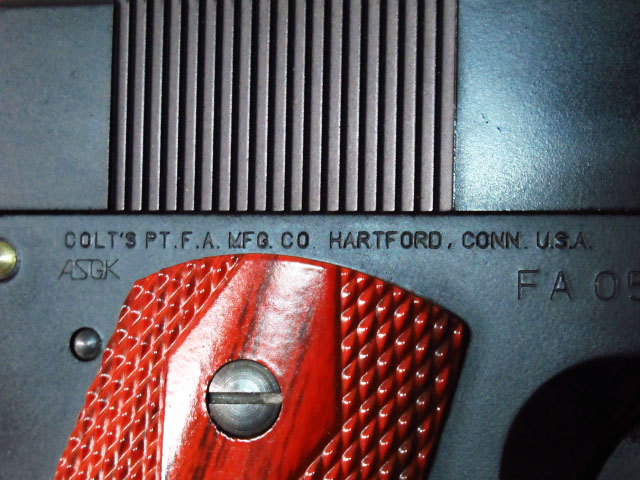 COLT'S PT.F.A. MFG. CO. HARTFORD, CONN. U.S.A.
ASGK
FA 05